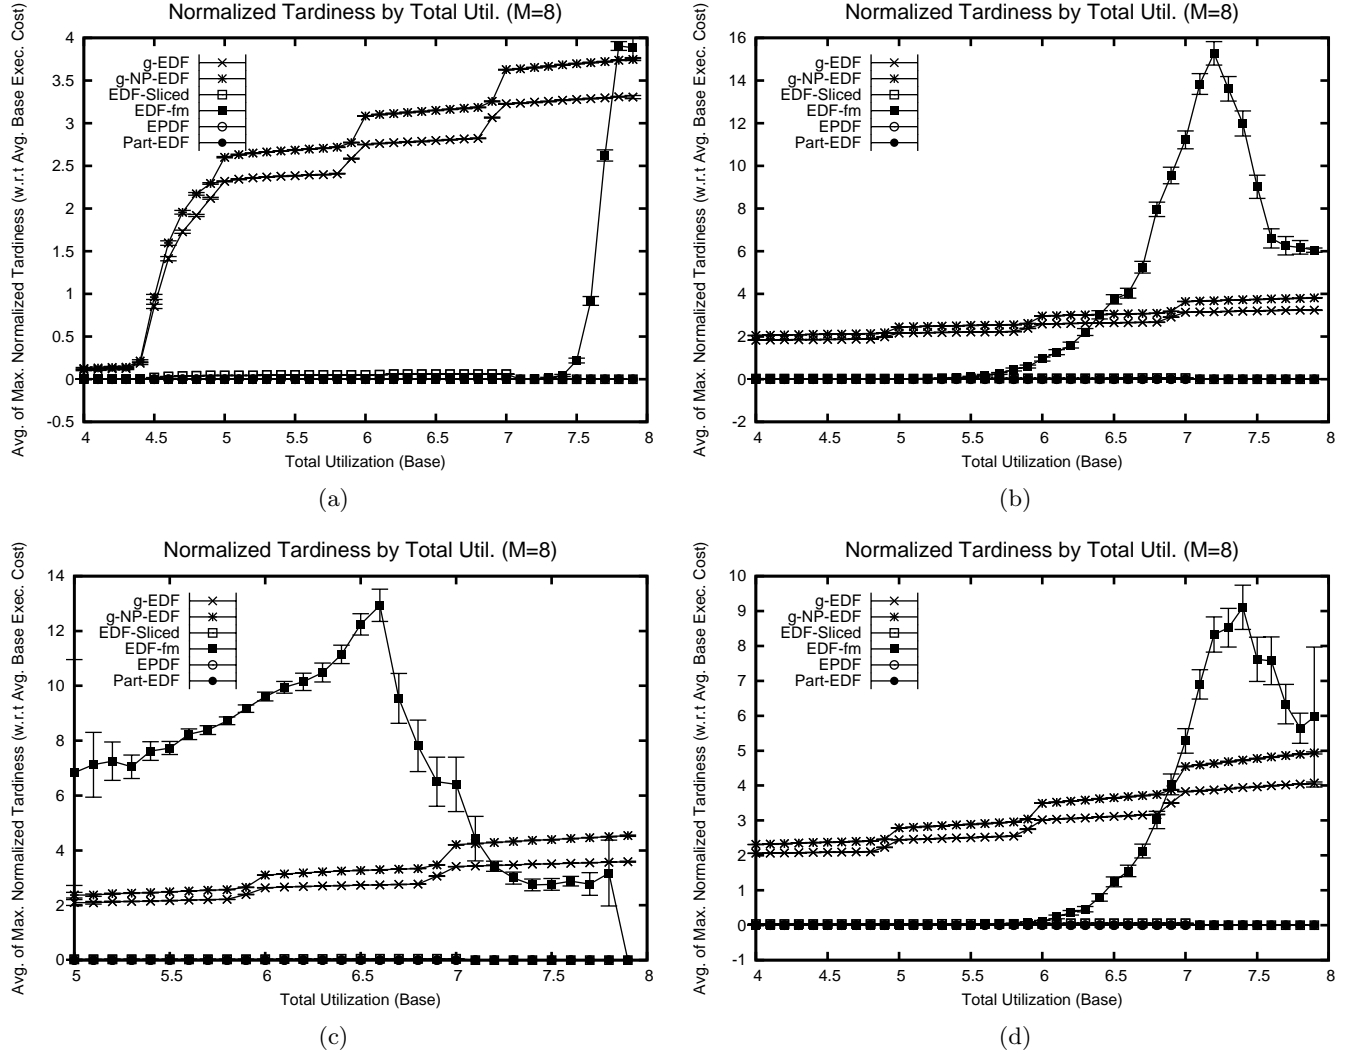 Normalized Tardiness by Total Util. (M=8)
Avg. of Max. Normalized Tardiness (w.r.t Avg. Base Exec. Cost)
4
3.5
3
2.5
2
1.5
1
0.5
0
-0.5
g-EDF
g-NP-EDF
EDF-Sliced
EDF-fm
EPDF
Part-EDF
4 4.5 5 5.5 6 6.5 7 7.5 8
Total Utilization (Base)
(a)
Normalized Tardiness by Total Util. (M=8)
Avg. of Max. Normalized Tardiness (w.r.t Avg. Base Exec. Cost)
16
14
12
10
8
6
4
2
0
-2
g-EDF
g-NP-EDF
EDF-Sliced
EDF-fm
EPDF
Part-EDF
4 4.5 5 5.5 6 6.5 7 7.5 8
Total Utilization (Base)
(b)
Normalized Tardiness by Total Util. (M=8)
Avg. of Max. Normalized Tardiness (w.r.t Avg. Base Exec. Cost)
14
12
10
8
6
4
2
0
g-EDF
g-NP-EDF
EDF-Sliced
EDF-fm
EPDF
Part-EDF
5 5.5 6 6.5 7 7.5 8
Total Utilization (Base)
(c)
Normalized Tardiness by Total Util. (M=8)
Avg. of Max. Normalized Tardiness (w.r.t Avg. Base Exec. Cost)
10
9
8
7
6
5
4
3
2
1
0
-1
g-EDF
g-NP-EDF
EDF-Sliced
EDF-fm
EPDF
Part-EDF
4 4.5 5 5.5 6 6.5 7 7.5 8
Total Utilization (Base)
(d)